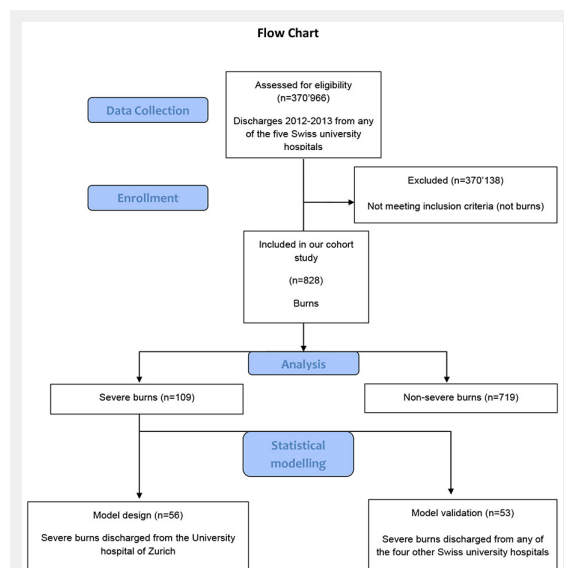 Flow Chart
Assessed for eligibility
(n=370'966)
Discharges 2012-2013 from any
of the five Swiss university
hospitals
Data Collection
Excluded (n=370'138)
Not meeting inclusion criteria (not burns)
Enrollment
Included in our cohort
study
(n=828)
Burns
Analysis
Severe burns (n=109)
Non-severe burns (n=719)
Statistical
modelling
Model design (n=56)
Severe burns discharged from the University
hospital of Zurich
Model validation (n=53)
Severe burns discharged from any of
the four other Swiss university hospitals